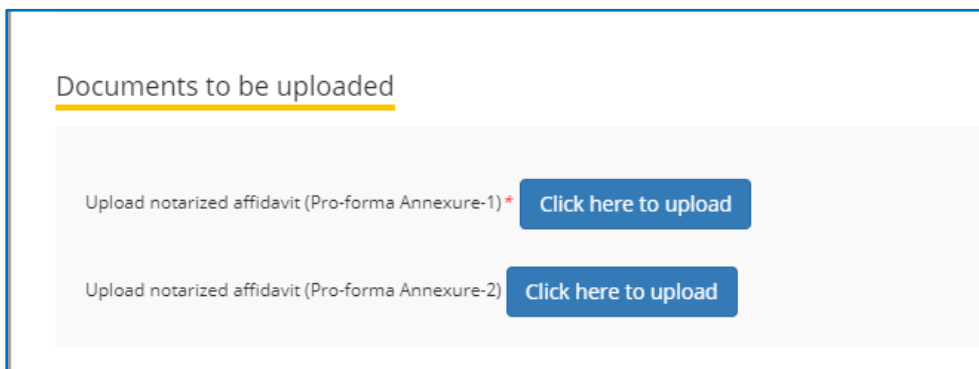 Documents to be uploaded
Upload notarized affidavit (Pro-forma Annexure-1)* Click here to upload
Upload notarized affidavit (Pro-forma Annexure-2) Click here to upload